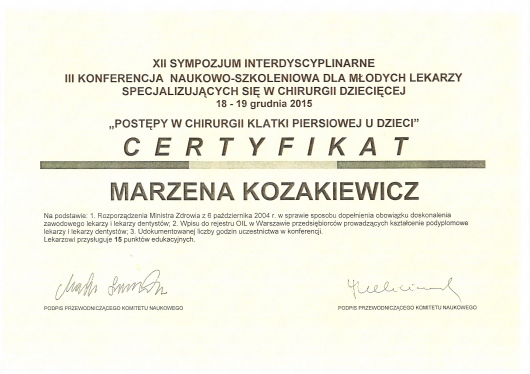 XII SYMPOZJUM INTERDYSCYPLINARNE
III KONFERENCJA NAUKOWO-SZKOLENIOWA DLA MŁODYCH LEKARZY
SPECJALIZUJĄCYCH SIĘ W CHIRURGII DZIECIĘCEJ
18 - 19 grudnia 2015
„POSTĘPY W CHIRURGII KLATKI PIERSIOWEJ U DZIECI”
CERTYFIKAT
MARZENA KOZAKIEWICZ
Na podstawie: 1. Rozporządzenia Ministra Zdrowia z 6 października 2004 r. w sprawie sposobu dopełnienia obowiązku doskonalenia
zawodowego lekarzy i lekarzy dentystów; 2. Wpisu do rejestru OIL w Warszawie przedsiębiorców prowadzących kształcenie podyplomowe
lekarzy i lekarzy dentystów; 3. Udokumentowanej liczby godzin uczestnictwa w konferencji.
Lekarzowi przysługuje 15 punktów edukacyjnych.
PODPIS PRZEWODNICZĄCEGO KOMITETU NAUKOWEGO
PODPIS PRZEWODNICZĄCEGO KOMITETU NAUKOWEGO